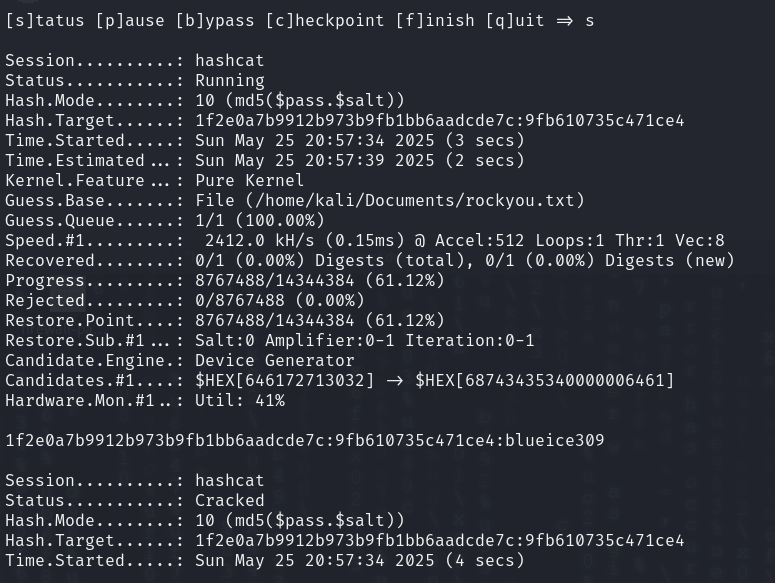 [s]tatus [p]ause [b]ypass [c]heckpoint [f]inish [q]uit => s
Session..........: hashcat
Status...........: Running
Hash.Mode........: 10 (md5($pass.$salt))
Hash.Target......: 1f2e0a7b9912b973b9fb1bb6aadcde7c:9fb610735c471ce4
Time.Started.....: Sun May 25 20:57:34 2025 (3 secs)
Time.Estimated...: Sun May 25 20:57:39 2025 (2 secs)
Kernel.Feature...: Pure Kernel
Guess.Base.......: File (/home/kali/Documents/rockyou.txt)
Guess.Queue......: 1/1 (100.00%)
Speed.#1.........:  2412.0 kH/s (0.15ms) @ Accel:512 Loops:1 Thr:1 Vec:8
Recovered........: 0/1 (0.00%) Digests (total), 0/1 (0.00%) Digests (new)
Progress.........: 8767488/14344384 (61.12%)
Rejected.........: 0/8767488 (0.00%)
Restore.Point....: 8767488/14344384 (61.12%)
Restore.Sub.#1...: Salt:0 Amplifier:0-1 Iteration:0-1
Candidate.Engine.: Device Generator
Candidates.#1....: $HEX[646172713032] -> $HEX[68743435340000006461]
Hardware.Mon.#1..: Util: 41%
1f2e0a7b9912b973b9fb1bb6aadcde7c:9fb610735c471ce4:blueice309
Session..........: hashcat
Status...........: Cracked
Hash.Mode........: 10 (md5($pass.$salt))
Hash.Target......: 1f2e0a7b9912b973b9fb1bb6aadcde7c:9fb610735c471ce4
Time.Started.....: Sun May 25 20:57:34 2025 (4 secs)